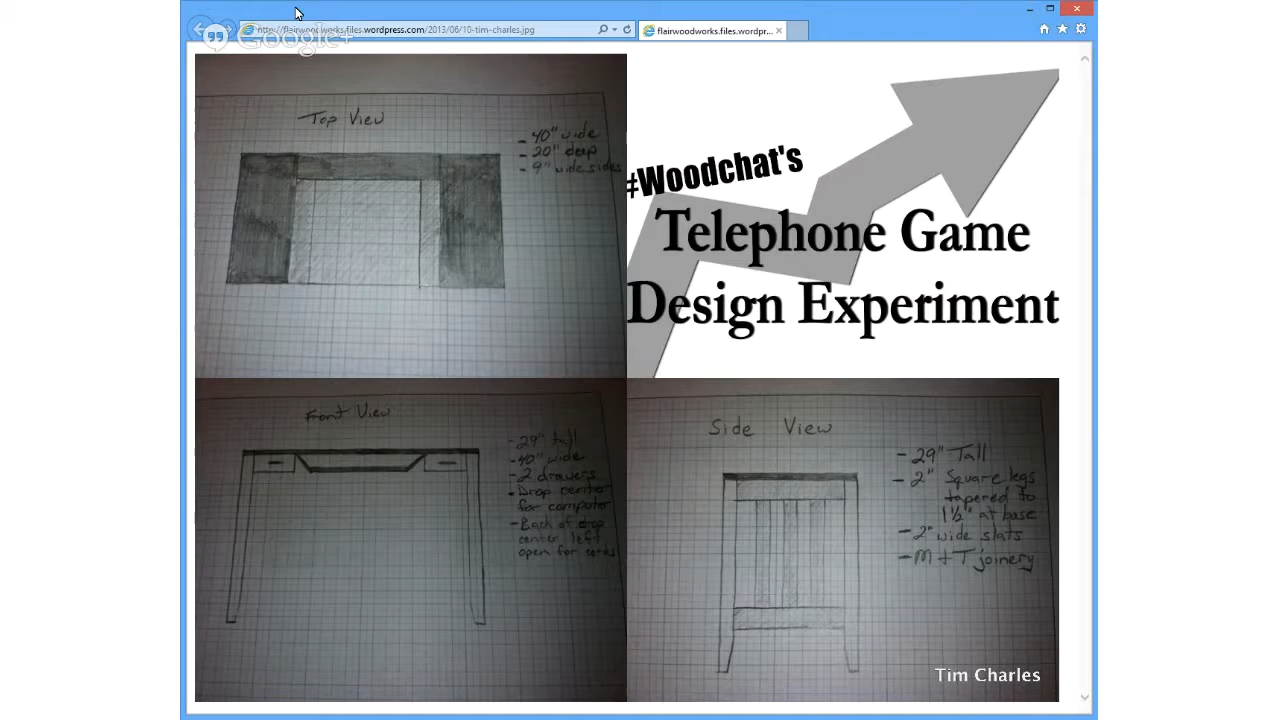 http://flairwoodworks.files.wordpress.com/2013/06/10-tim-charles.jpg
flairwoodworks.files.wordpr...
Google+
Top View
- 40" wide
- 20" deep
- 9" wide sides
#Woodchat's
Telephone Game
Design Experiment
Front View
- 29" tall
- 40" wide
- 2 drawers
- Drop center
for computer
- Back of drop
center left
open for cords
Side View
- 29" Tall
- 2" Square legs
tapered to
1½" at base
- 2" wide slats
- M + T joinery
Tim Charles